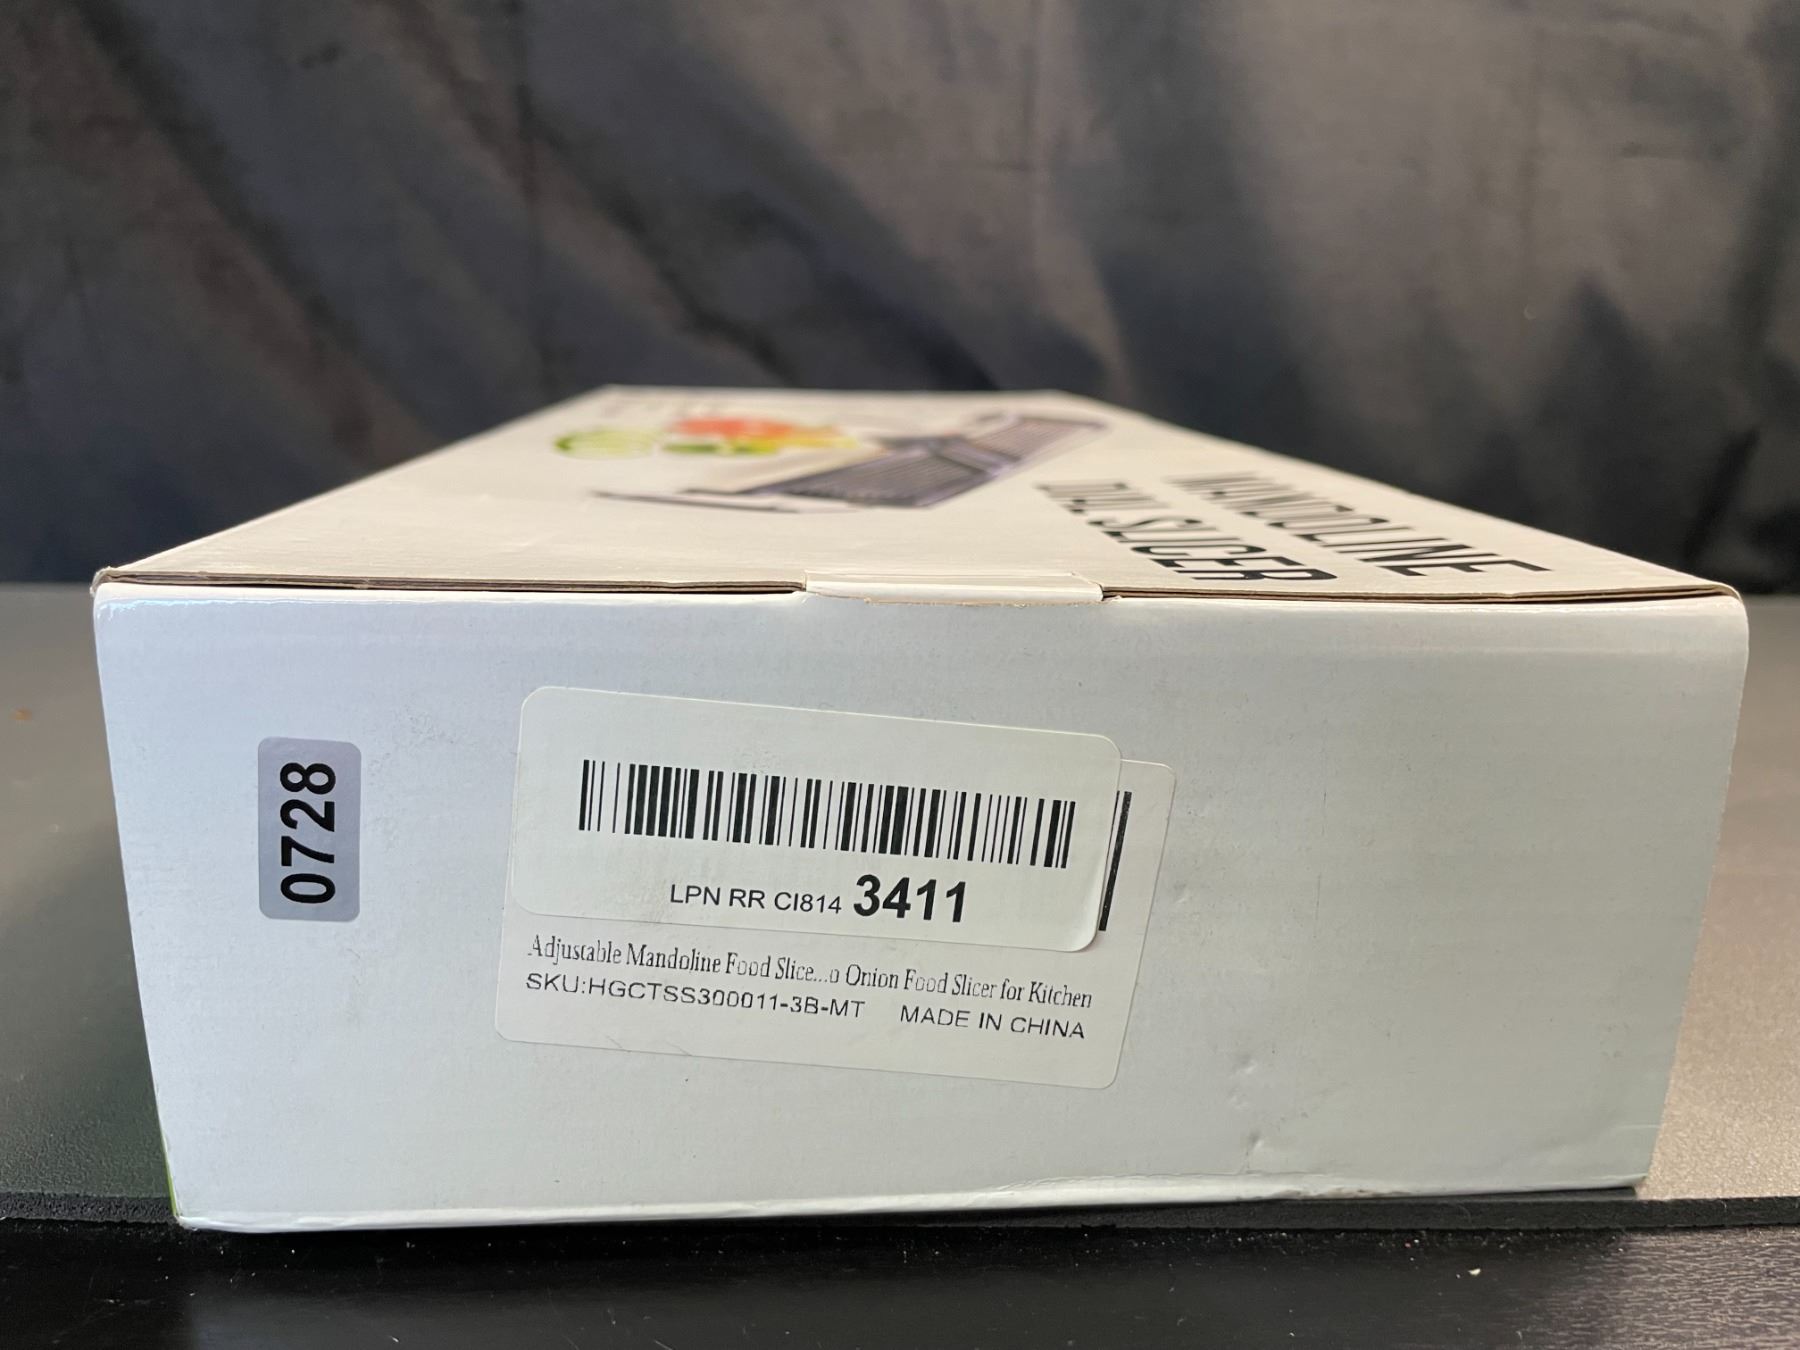 MANDOLINE
DIAL SLICER
0728
LPN RR CI814 3411
Adjustable Mandoline Food Slice...o Onion Food Slicer for Kitchen
SKU:HGCTSS300011-3B-MT MADE IN CHINA